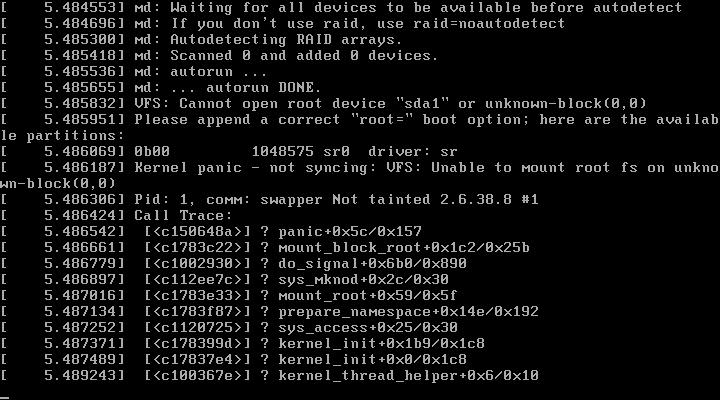 [    5.484553] md: Waiting for all devices to be available before autodetect
[    5.484696] md: If you don't use raid, use raid=noautodetect
[    5.485300] md: Autodetecting RAID arrays.
[    5.485418] md: Scanned 0 and added 0 devices.
[    5.485536] md: autorun ...
[    5.485655] md: ... autorun DONE.
[    5.485832] VFS: Cannot open root device "sda1" or unknown-block(0,0)
[    5.485951] Please append a correct "root=" boot option; here are the availab
le partitions:
[    5.486069] 0b00         1048575 sr0  driver: sr
[    5.486187] Kernel panic - not syncing: VFS: Unable to mount root fs on unkno
wn-block(0,0)
[    5.486306] Pid: 1, comm: swapper Not tainted 2.6.38.8 #1
[    5.486424] Call Trace:
[    5.486542]  [<c150648a>] ? panic+0x5c/0x157
[    5.486661]  [<c1783c22>] ? mount_block_root+0x1c2/0x25b
[    5.486779]  [<c1002930>] ? do_signal+0x6b0/0x890
[    5.486897]  [<c112ee7c>] ? sys_mknod+0x2c/0x30
[    5.487016]  [<c1783e33>] ? mount_root+0x59/0x5f
[    5.487134]  [<c1783f87>] ? prepare_namespace+0x14e/0x192
[    5.487252]  [<c1120725>] ? sys_access+0x25/0x30
[    5.487371]  [<c178399d>] ? kernel_init+0x1b9/0x1c8
[    5.487489]  [<c17837e4>] ? kernel_init+0x0/0x1c8
[    5.489243]  [<c100367e>] ? kernel_thread_helper+0x6/0x10